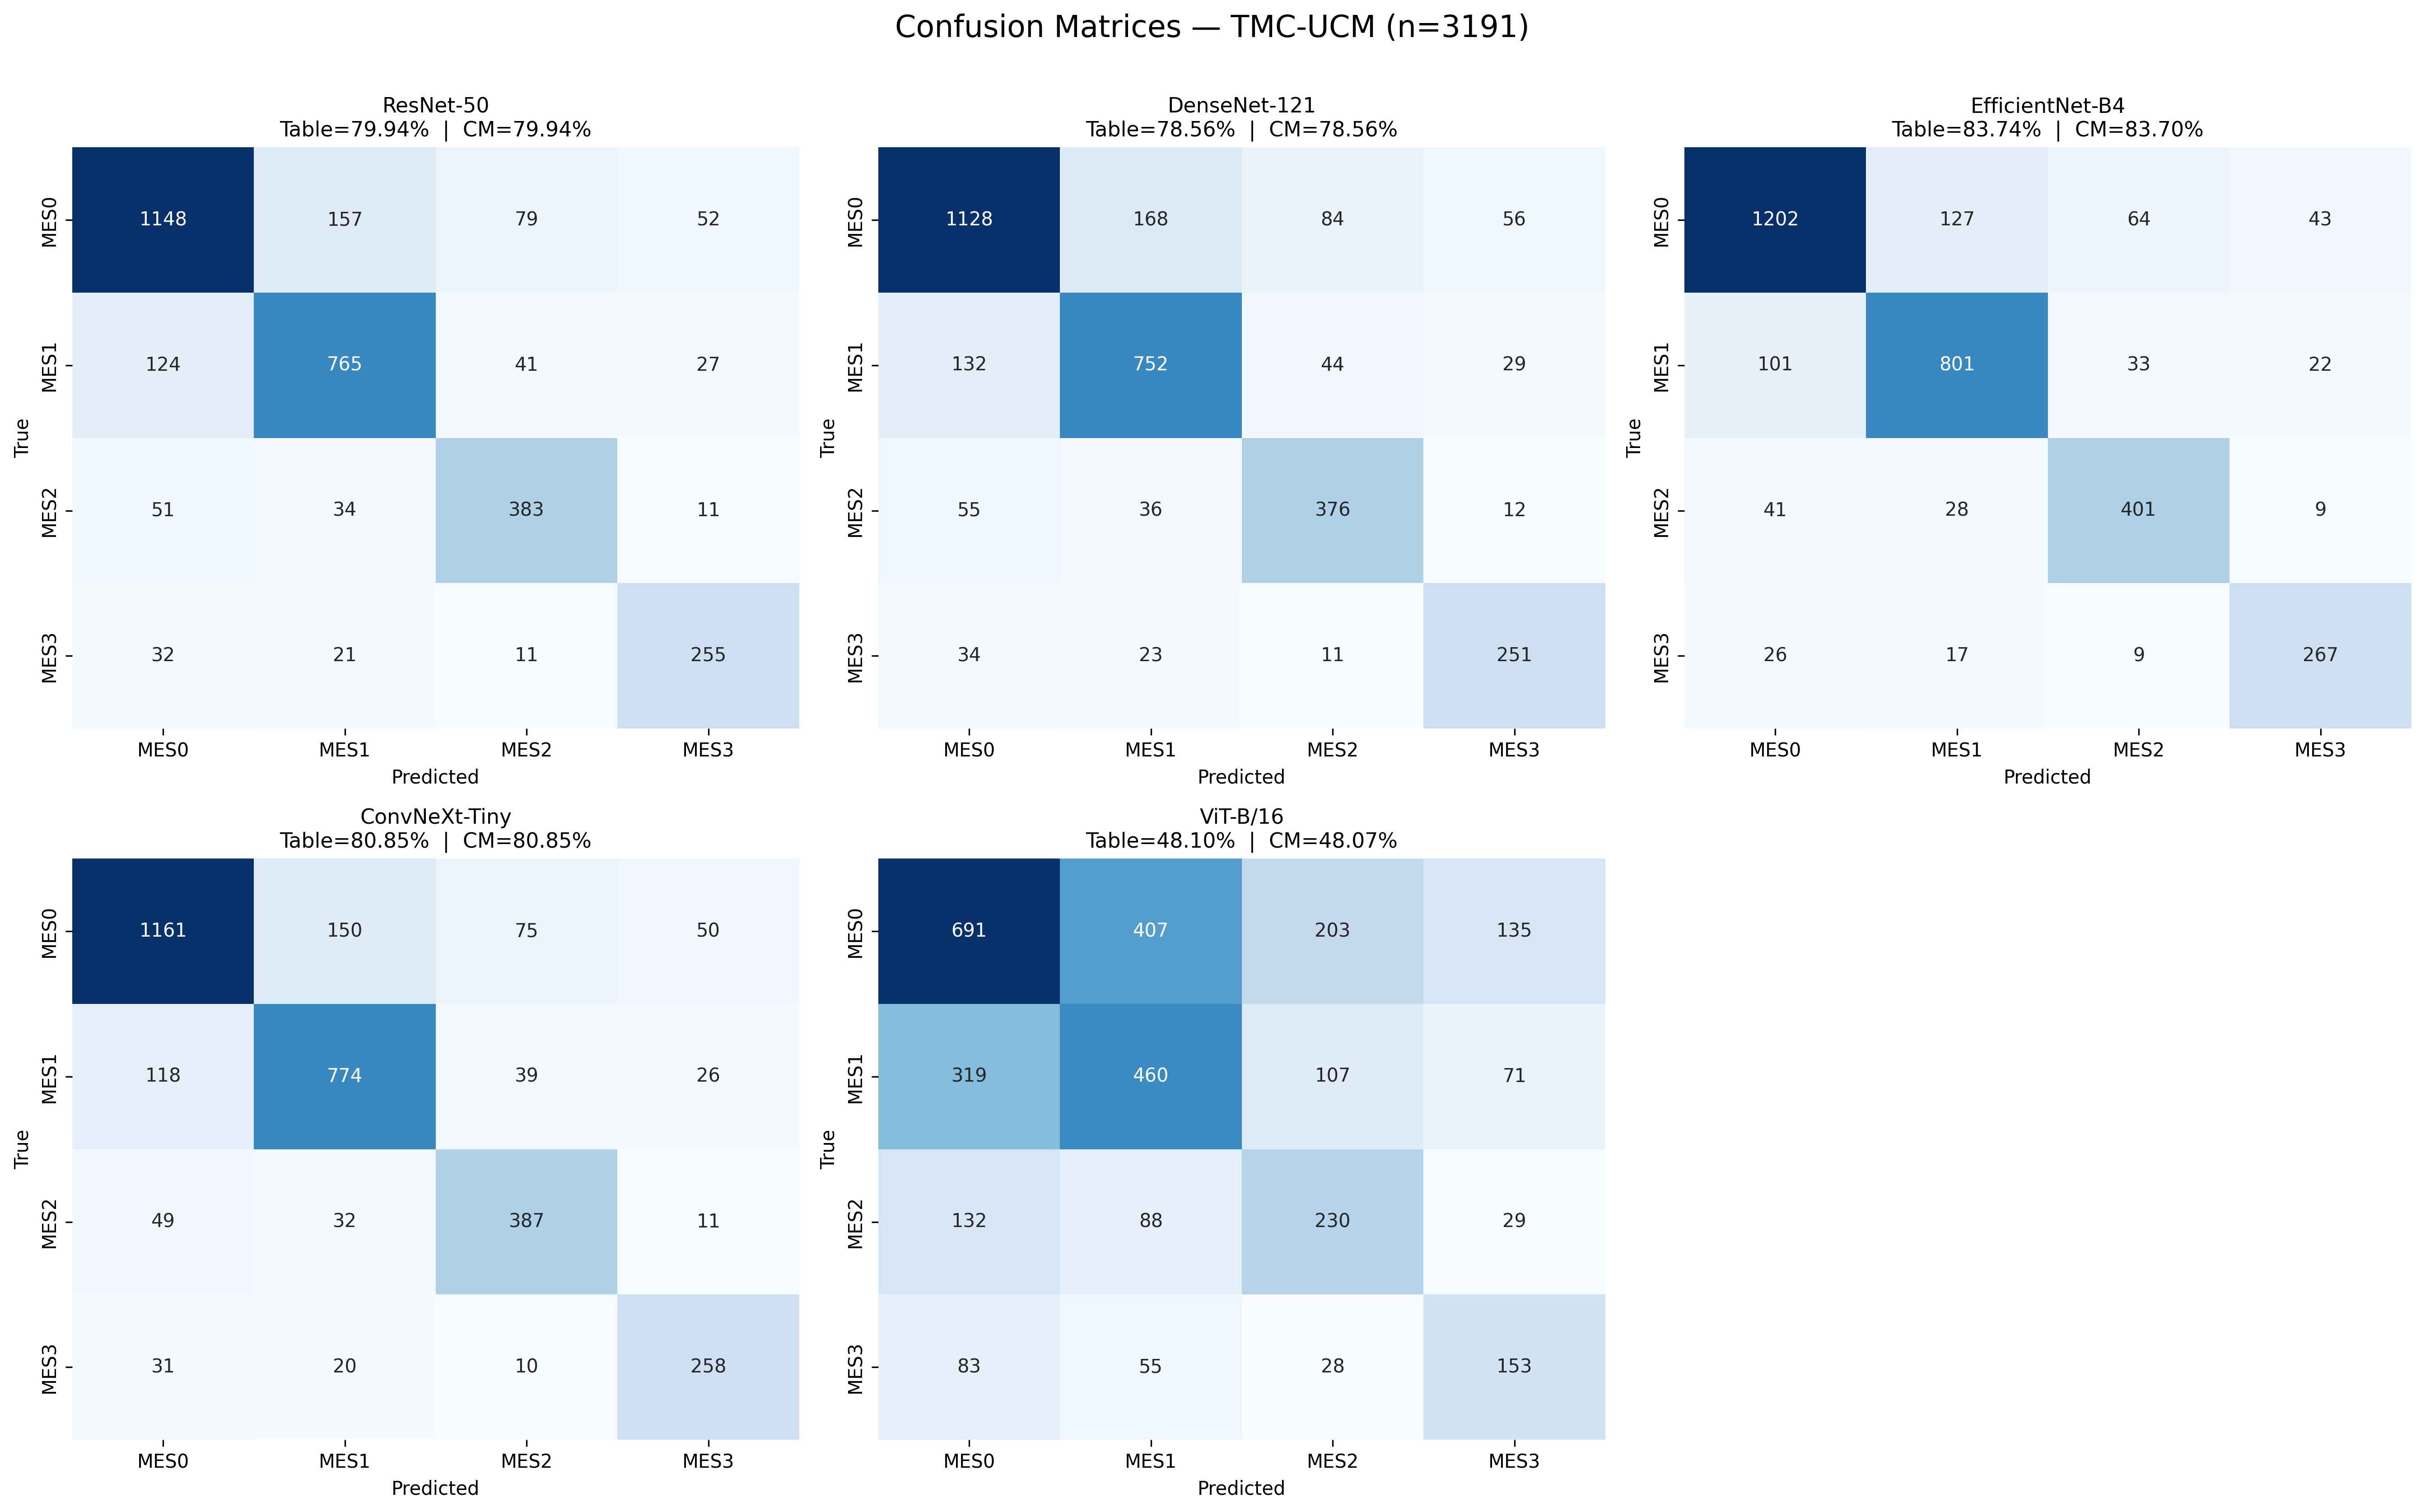 Confusion Matrices — TMC-UCM (n=3191)
ResNet-50
Table=79.94% | CM=79.94%
MES0 1148 157 79 52
MES1 124 765 41 27
MES2 51 34 383 11
MES3 32 21 11 255
True
MES0 MES1 MES2 MES3
Predicted
DenseNet-121
Table=78.56% | CM=78.56%
MES0 1128 168 84 56
MES1 132 752 44 29
MES2 55 36 376 12
MES3 34 23 11 251
True
MES0 MES1 MES2 MES3
Predicted
EfficientNet-B4
Table=83.74% | CM=83.70%
MES0 1202 127 64 43
MES1 101 801 33 22
MES2 41 28 401 9
MES3 26 17 9 267
True
MES0 MES1 MES2 MES3
Predicted
ConvNeXt-Tiny
Table=80.85% | CM=80.85%
MES0 1161 150 75 50
MES1 118 774 39 26
MES2 49 32 387 11
MES3 31 20 10 258
True
MES0 MES1 MES2 MES3
Predicted
ViT-B/16
Table=48.10% | CM=48.07%
MES0 691 407 203 135
MES1 319 460 107 71
MES2 132 88 230 29
MES3 83 55 28 153
True
MES0 MES1 MES2 MES3
Predicted